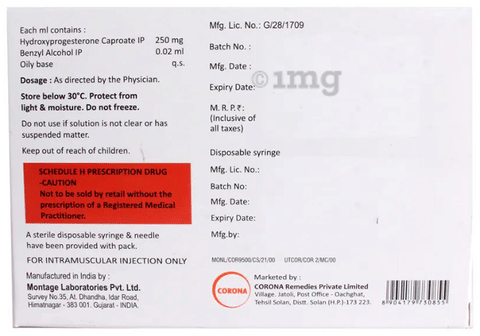 Each ml contains :
Hydroxyprogesterone Caproate IP 250 mg
Benzyl Alcohol IP 0.02 ml
Oily base q.s.
Dosage : As directed by the Physician.
Store below 30°C. Protect from
light & moisture. Do not freeze.
Do not use if solution is not clear or has
suspended matter.
Keep out of reach of children.
SCHEDULE H PRESCRIPTION DRUG
-CAUTION
Not to be sold by retail without the
prescription of a Registered Medical
Practitioner.
A sterile disposable syringe & needle
have been provided with pack.
FOR INTRAMUSCULAR INJECTION ONLY
Manufactured in India by :
Montage Laboratories Pvt. Ltd.
Survey No.35, At. Dhandha, Idar Road,
Himatnagar - 383 001. Gujarat - INDIA.
Mfg. Lic. No.: G/28/1709
Batch No. :
Mfg. Date :
Expiry Date:
M. R. P.₹:
(Inclusive of
all taxes)
©1mg
Disposable syringe
Mfg. Lic. No.:
Batch No:
Mfg. Date:
Expiry Date:
Mfg.by:
MONL/COR9500/CS/21/00 UTCOR/COR 2/MC/00
CORONA
Marketed by :
CORONA Remedies Private Limited
Village. Jatoli, Post Office - Oachghat,
Tehsil Solan, Distt. Solan (H.P.)-173 223.
8 904179 730855